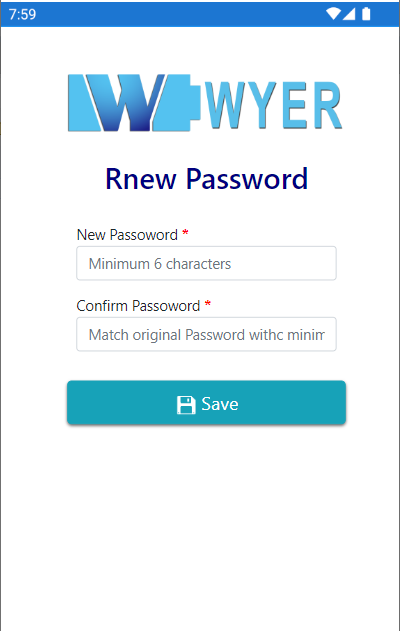 7:59
W WYER
Rnew Password
New Passoword *
Minimum 6 characters
Confirm Passoword *
Match original Password withc minim
Save